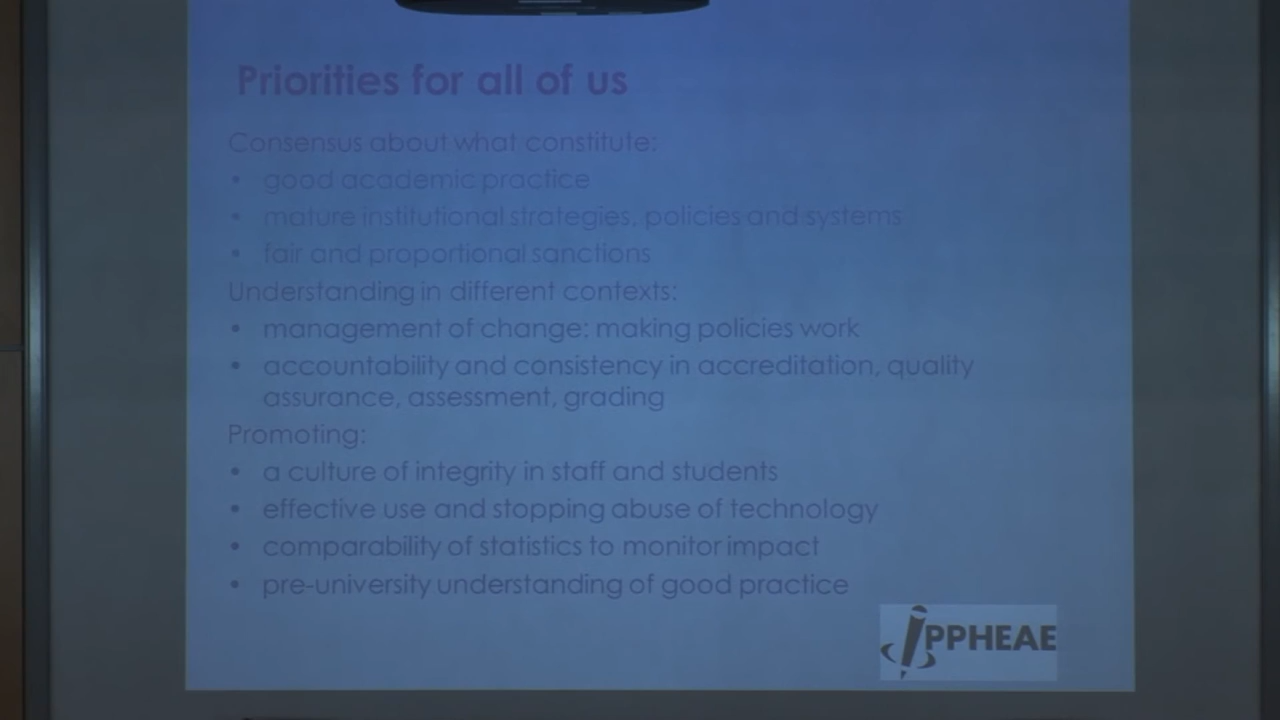 Priorities for all of us
Consensus about what constitute:
• good academic practice
• mature institutional strategies, policies and systems
• fair and proportional sanctions
Understanding in different contexts:
• management of change: making policies work
• accountability and consistency in accreditation, quality
assurance, assessment, grading
Promoting:
• a culture of integrity in staff and students
• effective use and stopping abuse of technology
• comparability of statistics to monitor impact
• pre-university understanding of good practice
IPPHEAE